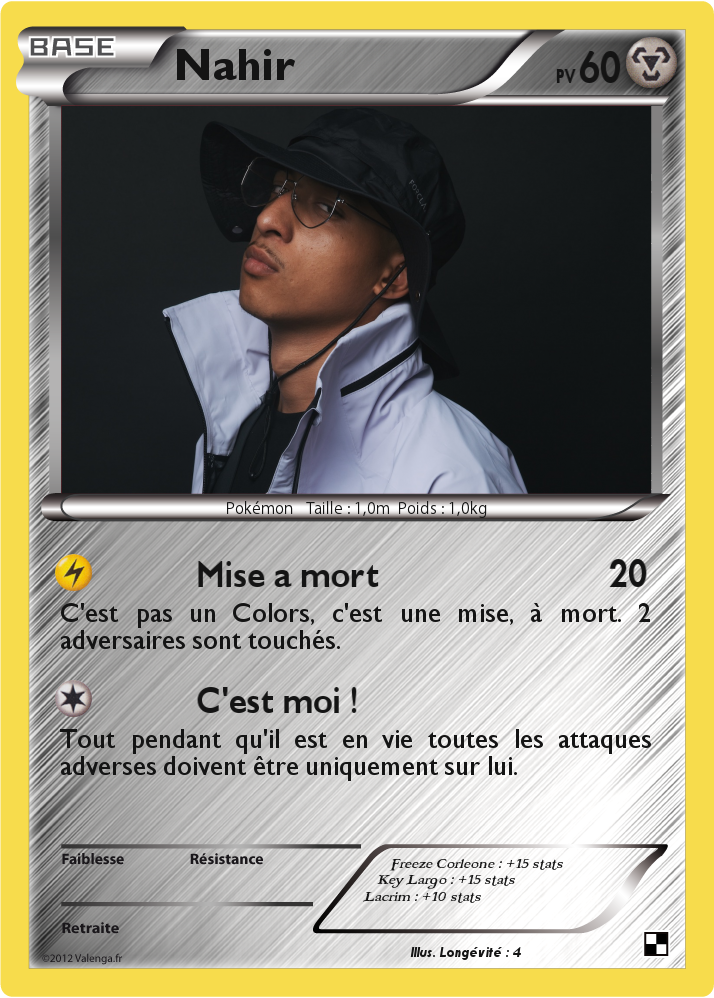 BASE
Nahir
PV 60
Pokémon Taille : 1,0m Poids : 1,0kg
Mise a mort 20
C'est pas un Colors, c'est une mise, à mort. 2
adversaires sont touchés.
C'est moi !
Tout pendant qu'il est en vie toutes les attaques
adverses doivent être uniquement sur lui.
Faiblesse Résistance
Freeze Corleone : +15 stats
Key Largo : +15 stats
Lacrim : +10 stats
Retraite
Illus. Longévité : 4
©2012 Valenga.fr